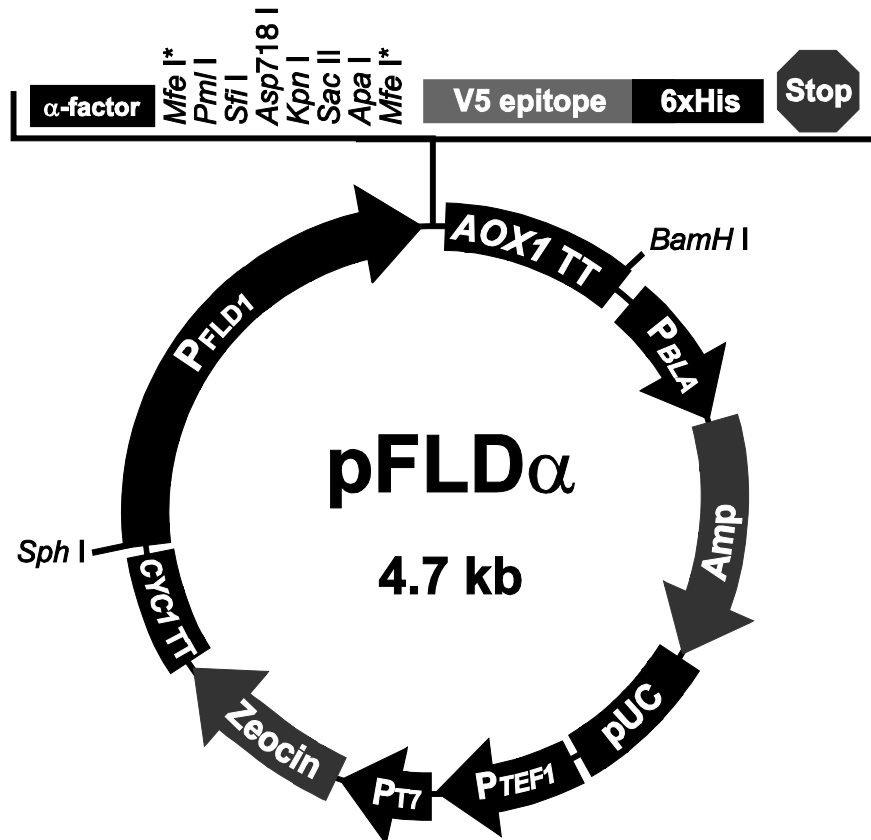 α-factor
Mfe I*
Pml I
Sfi I
Asp718 I
Kpn I
Sac II
Apa I
Mfe I*
V5 epitope
6xHis
Stop
AOX1 TT
BamH I
PBLA
Amp
pUC
PTEF1
PT7
Zeocin
CYC1 TT
Sph I
PFLD1
pFLDα
4.7 kb